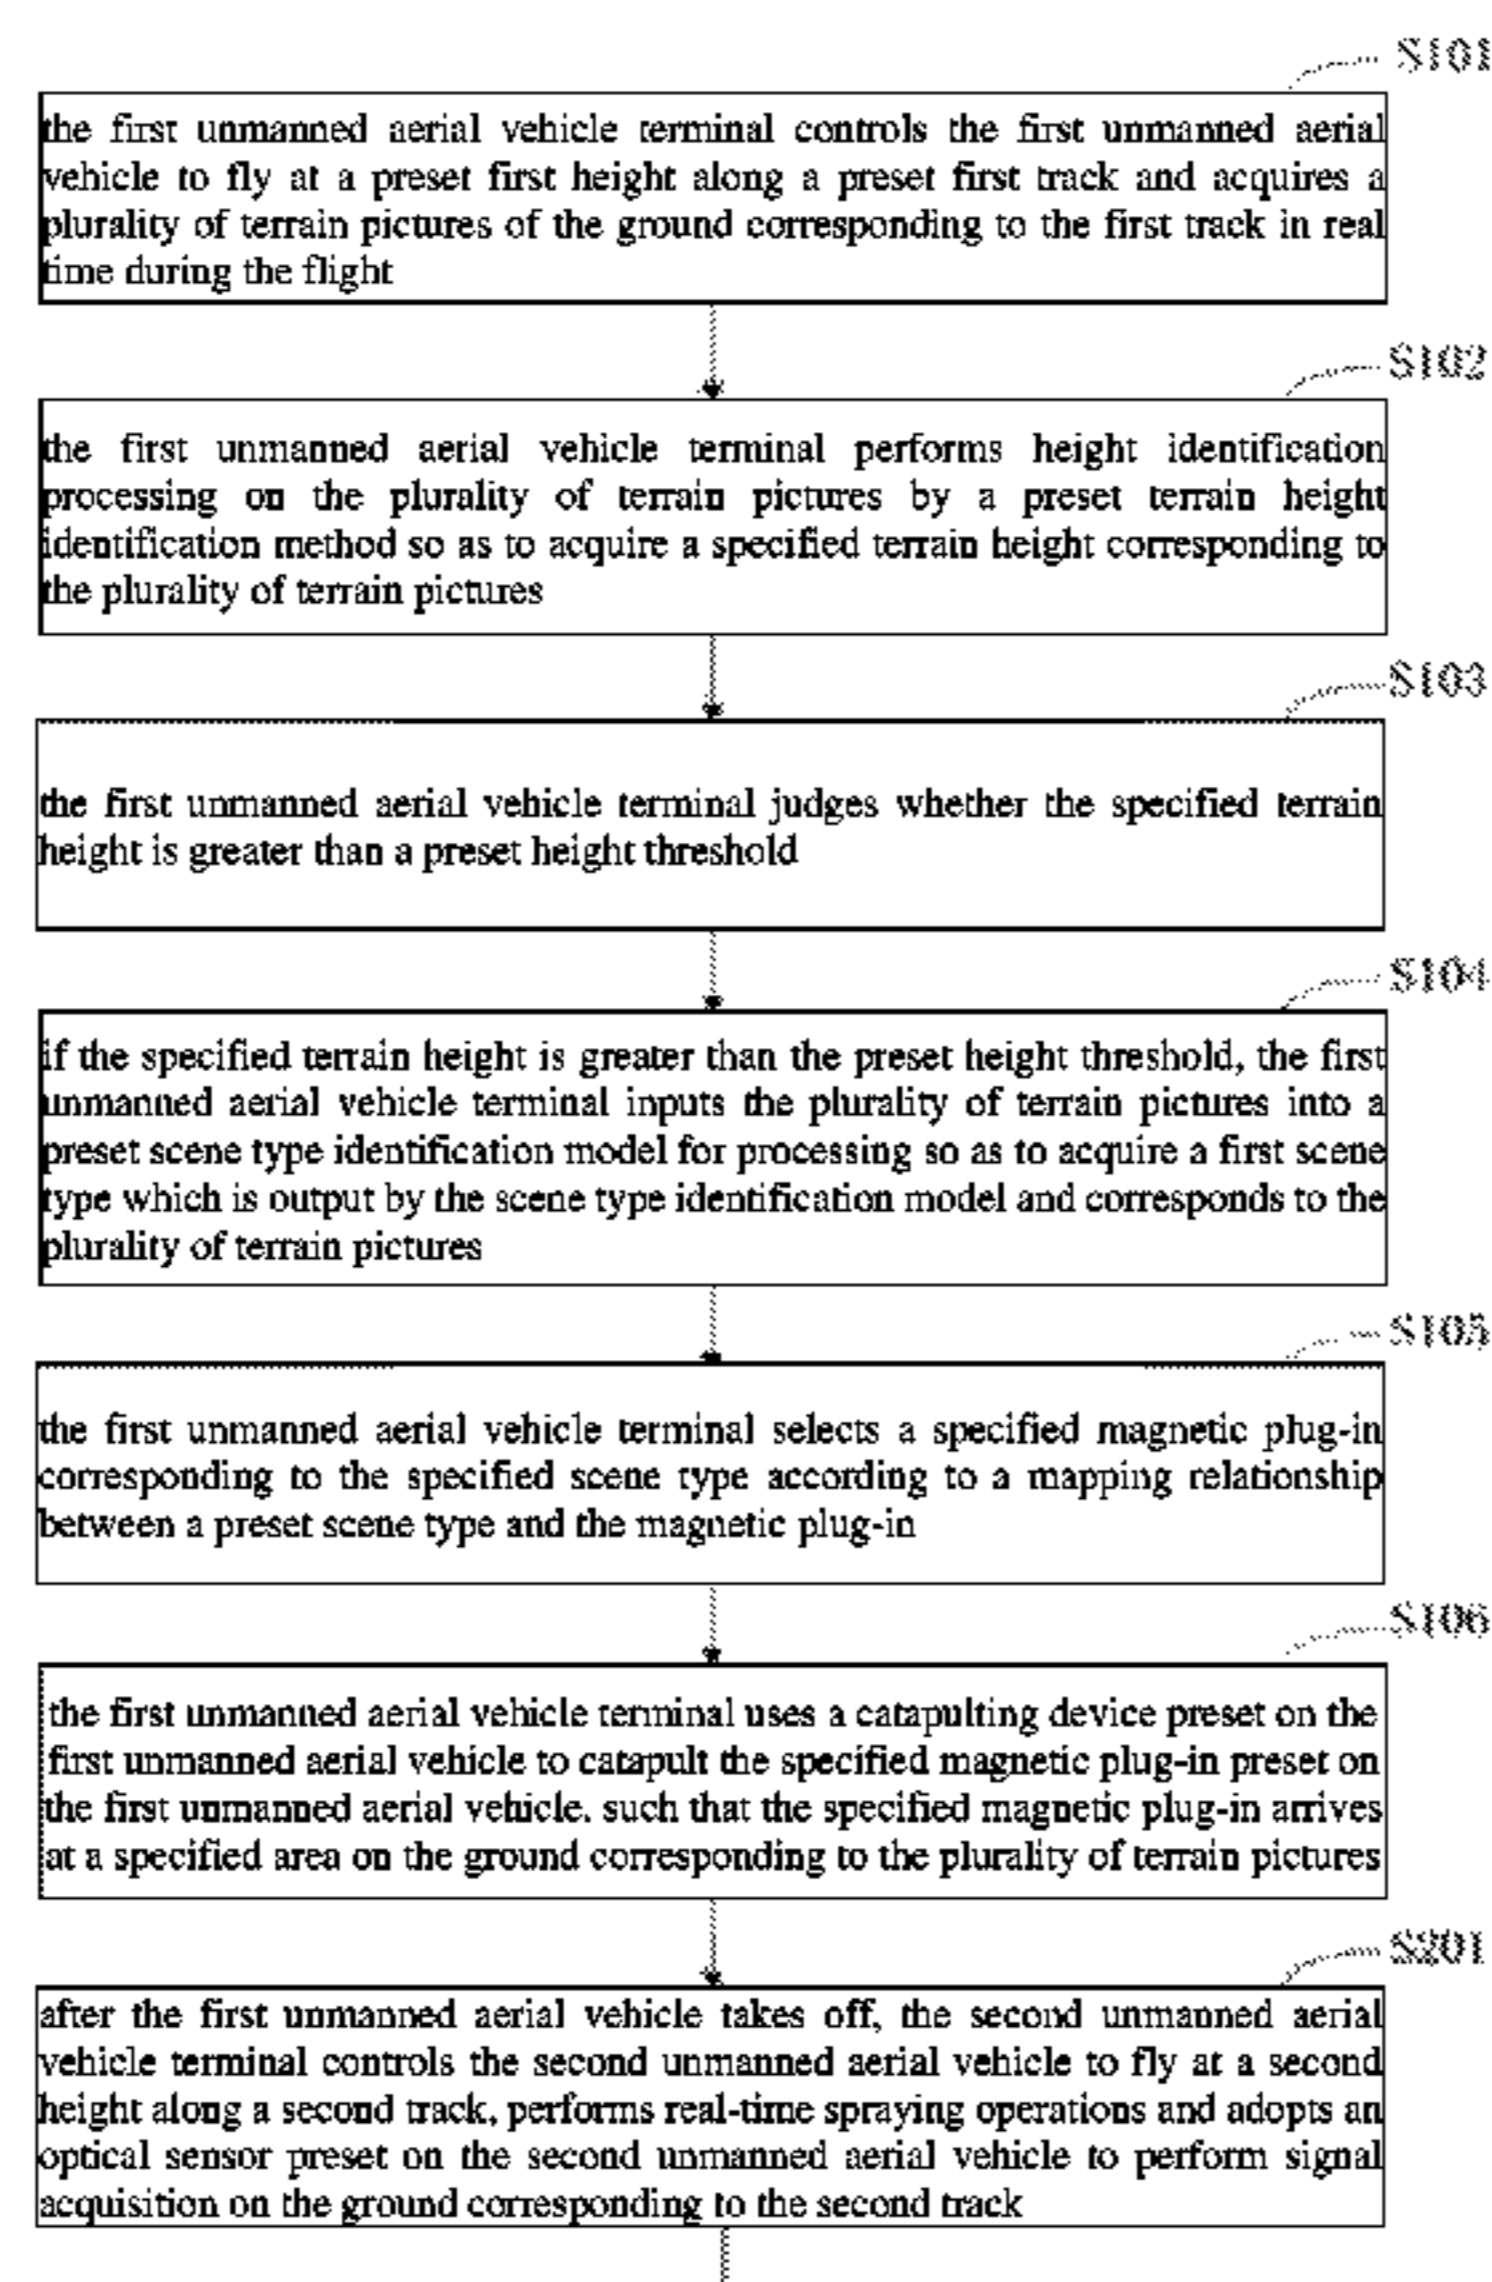 S101
the first unmanned aerial vehicle terminal controls the first unmanned aerial
vehicle to fly at a preset first height along a preset first track and acquires a
plurality of terrain pictures of the ground corresponding to the first track in real
time during the flight
S102
the first unmanned aerial vehicle terminal performs height identification
processing on the plurality of terrain pictures by a preset terrain height
identification method so as to acquire a specified terrain height corresponding to
the plurality of terrain pictures
S103
the first unmanned aerial vehicle terminal judges whether the specified terrain
height is greater than a preset height threshold
S104
if the specified terrain height is greater than the preset height threshold, the first
unmanned aerial vehicle terminal inputs the plurality of terrain pictures into a
preset scene type identification model for processing so as to acquire a first scene
type which is output by the scene type identification model and corresponds to the
plurality of terrain pictures
S105
the first unmanned aerial vehicle terminal selects a specified magnetic plug-in
corresponding to the specified scene type according to a mapping relationship
between a preset scene type and the magnetic plug-in
S106
the first unmanned aerial vehicle terminal uses a catapulting device preset on the
first unmanned aerial vehicle to catapult the specified magnetic plug-in preset on
the first unmanned aerial vehicle. such that the specified magnetic plug-in arrives
at a specified area on the ground corresponding to the plurality of terrain pictures
S201
after the first unmanned aerial vehicle takes off, the second unmanned aerial
vehicle terminal controls the second unmanned aerial vehicle to fly at a second
height along a second track, performs real-time spraying operations and adopts an
optical sensor preset on the second unmanned aerial vehicle to perform signal
acquisition on the ground corresponding to the second track